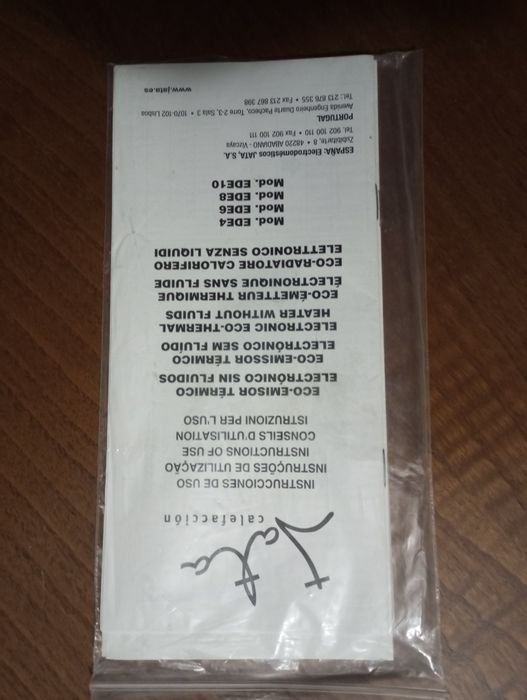 Jata
calefacción
INSTRUCCIONES DE USO
INSTRUÇÕES DE UTILIZAÇÃO
INSTRUCTIONS OF USE
CONSEILS D'UTILISATION
ISTRUZIONI PER L'USO
ECO-EMISOR TÉRMICO
ELECTRÓNICO SIN FLUIDOS
ECO-EMISSOR TÉRMICO
ELECTRÓNICO SEM FLUÍDO
ELECTRONIC ECO-THERMAL
HEATER WITHOUT FLUIDS
ECO-ÉMETTEUR THERMIQUE
ÉLECTRONIQUE SANS FLUIDE
ECO-RADIATORE CALORIFERO
ELETTRONICO SENZA LIQUIDI
Mod. EDE4
Mod. EDE6
Mod. EDE8
Mod. EDE10
ESPAÑA: Electrodomésticos JATA, S.A.
Zubibitarte, 8 • 48220 ABADIANO - Vizcaya
Tel. 902 100 110 • Fax 902 100 111
PORTUGAL
Avenida Engenheiro Duarte Pacheco, Torre 2-3, Sala 3 • 1070-102 Lisboa
Tel.: 213 876 355 • Fax 213 867 398
www.jata.es